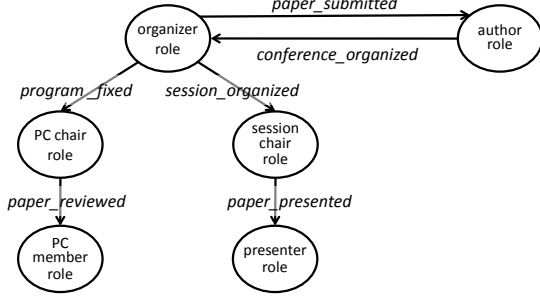 paper_submitted
organizer
role
author
role
conference_organized
program_fixed
session_organized
PC chair
role
session
chair
role
paper_reviewed
paper_presented
PC
member
role
presenter
role